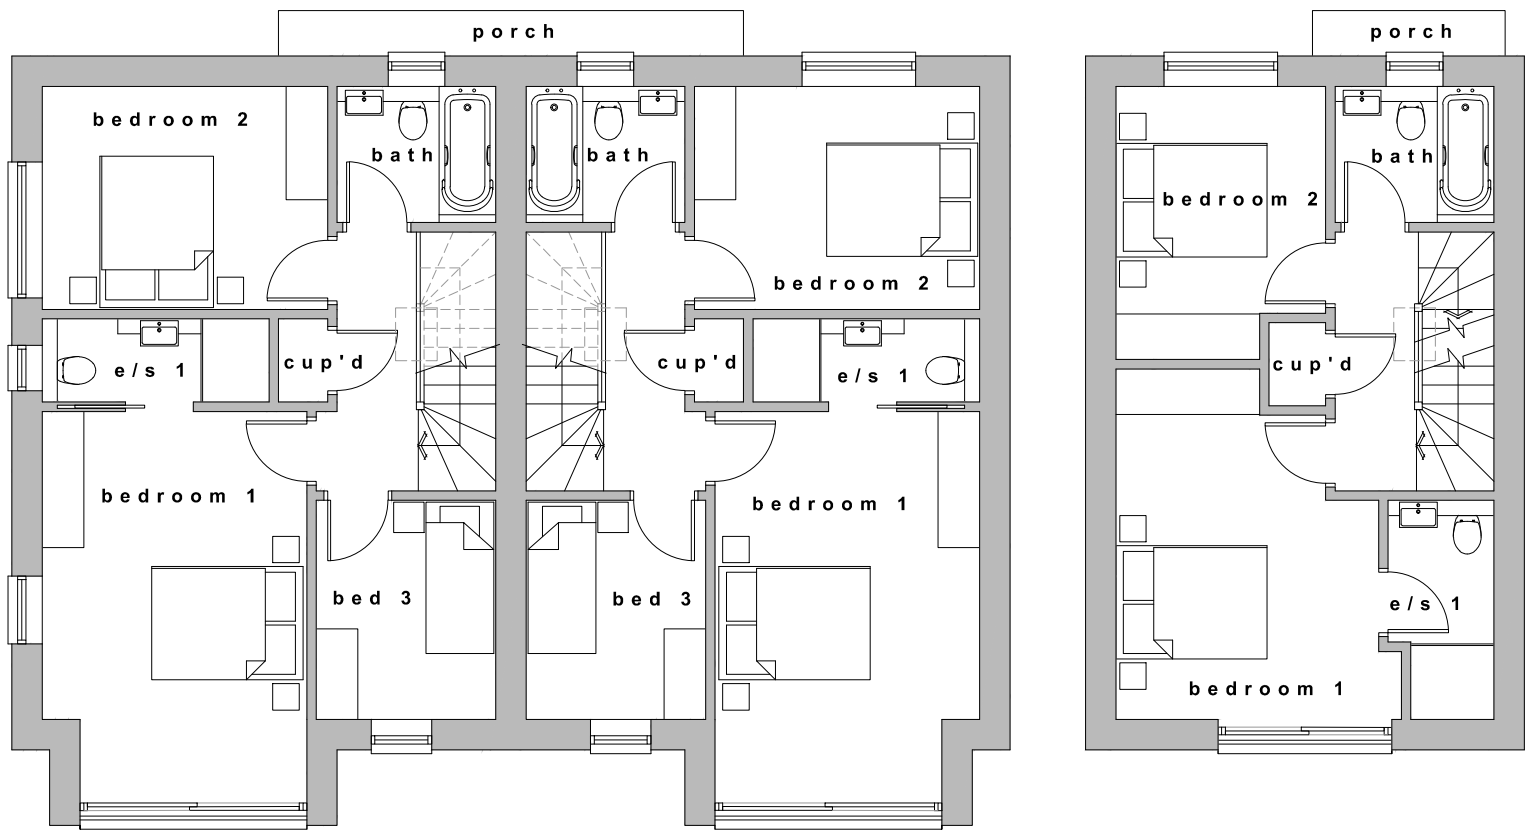 porch
porch
bedroom 2
bath
bath
bath
bedroom 2
bedroom 2
e/s 1
cup'd
cup'd
e/s 1
cup'd
bedroom 1
bedroom 1
bed 3
bed 3
e/s 1
bedroom 1